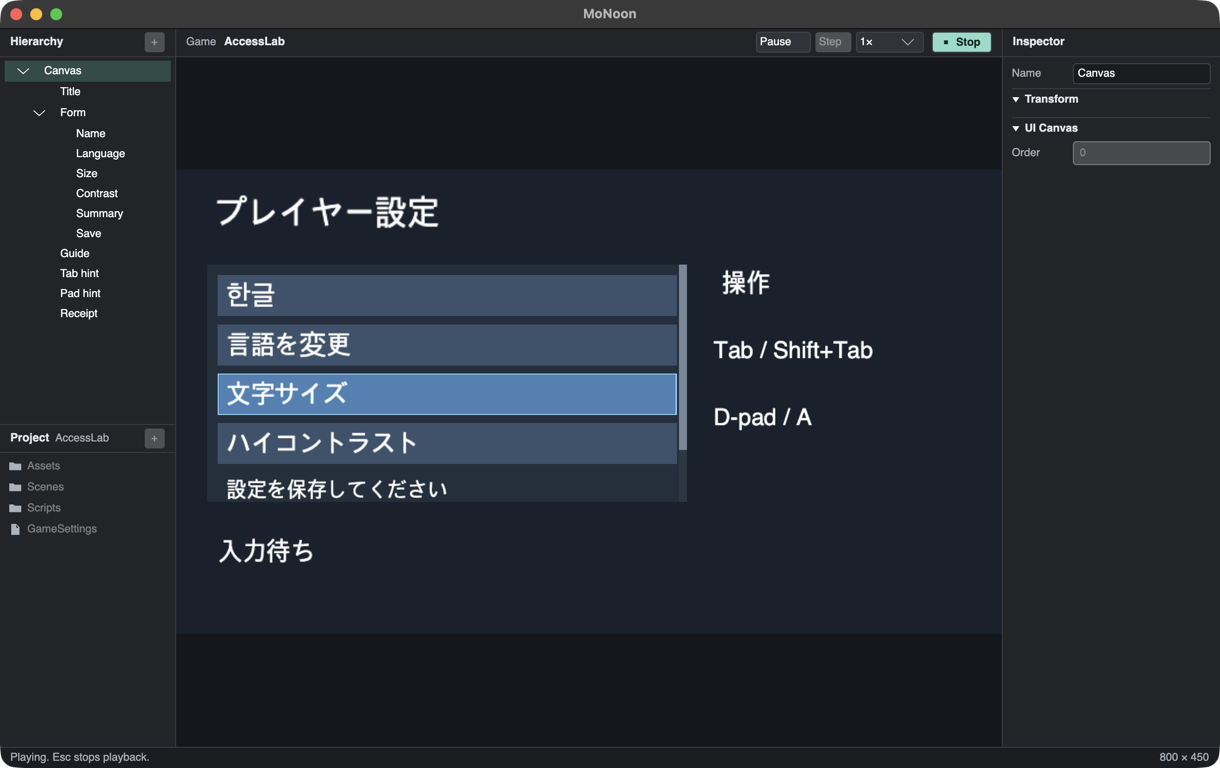 MoNoon
Hierarchy
+
Canvas
Title
Form
Name
Language
Size
Contrast
Summary
Save
Guide
Tab hint
Pad hint
Receipt
Project AccessLab
+
Assets
Scenes
Scripts
GameSettings
Game AccessLab
Pause
Step
1×
Stop
プレイヤー設定
한글
言語を変更
文字サイズ
ハイコントラスト
設定を保存してください
入力待ち
操作
Tab / Shift+Tab
D-pad / A
Inspector
Name Canvas
Transform
UI Canvas
Order 0
Playing. Esc stops playback.
800 × 450